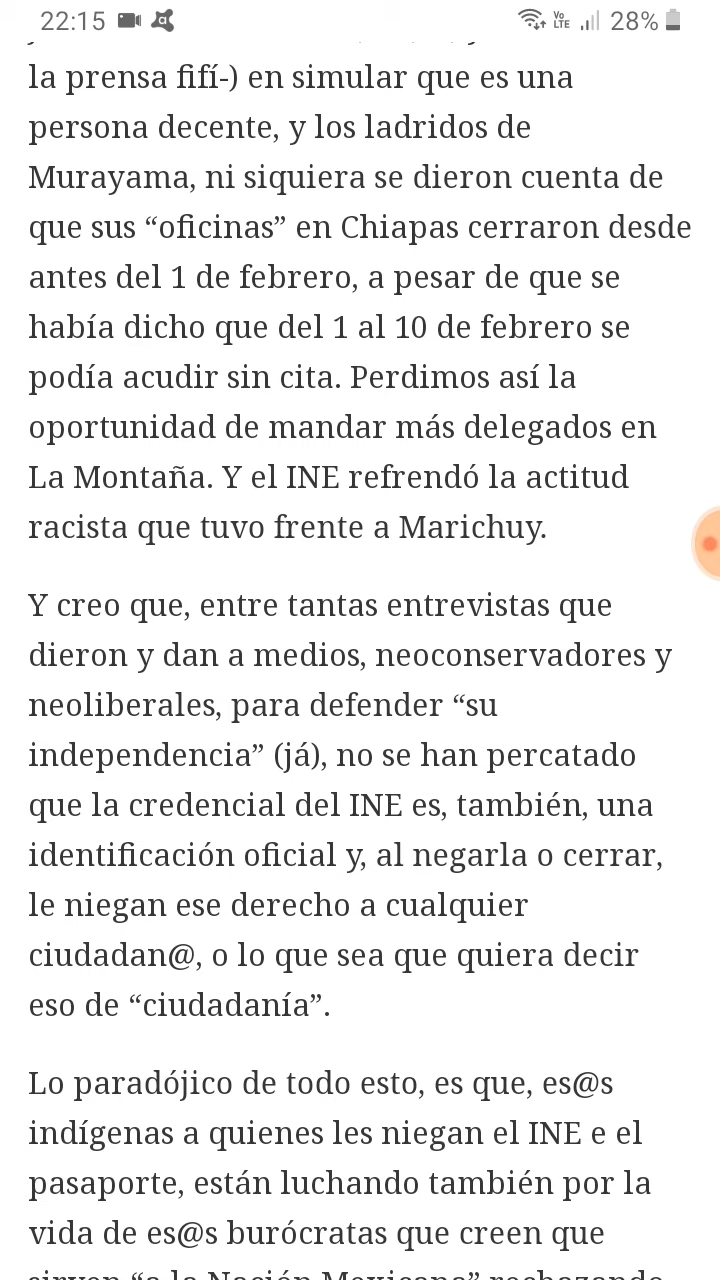 22:15
Vo
LTE
28%
la prensa fifí-) en simular que es una
persona decente, y los ladridos de
Murayama, ni siquiera se dieron cuenta de
que sus “oficinas” en Chiapas cerraron desde
antes del 1 de febrero, a pesar de que se
había dicho que del 1 al 10 de febrero se
podía acudir sin cita. Perdimos así la
oportunidad de mandar más delegados en
La Montaña. Y el INE refrendó la actitud
racista que tuvo frente a Marichuy.
Y creo que, entre tantas entrevistas que
dieron y dan a medios, neoconservadores y
neoliberales, para defender “su
independencia” (já), no se han percatado
que la credencial del INE es, también, una
identificación oficial y, al negarla o cerrar,
le niegan ese derecho a cualquier
ciudadan@, o lo que sea que quiera decir
eso de “ciudadanía”.
Lo paradójico de todo esto, es que, es@s
indígenas a quienes les niegan el INE e el
pasaporte, están luchando también por la
vida de es@s burócratas que creen que
sirven “a la Nación Mexicana” rechazando